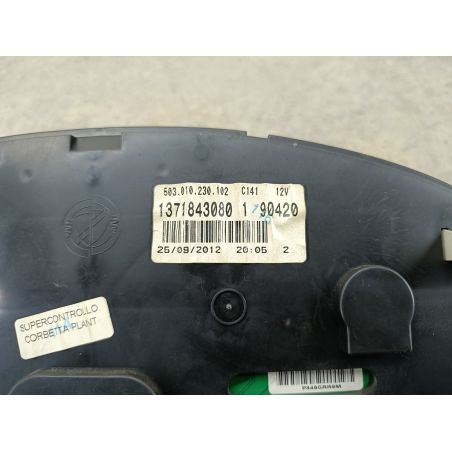 503.010.230.102 C141 12V
1371843080 1 90420
25/09/2012 20:05 2
SUPERCONTROLLO
CORBETTA PLANT